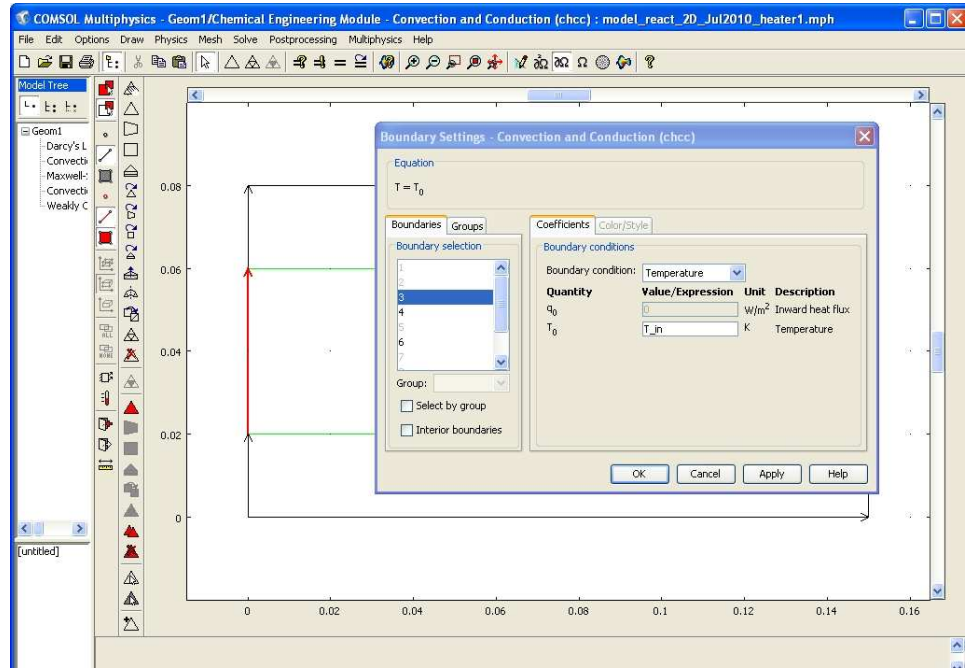 COMSOL Multiphysics - Geom1/Chemical Engineering Module - Convection and Conduction (chcc) : model_react_2D_Jul2010_heater1.mph
File Edit Options Draw Physics Mesh Solve Postprocessing Multiphysics Help
Model Tree
Geom1
Darcy's L
Convecti
Maxwell-
Convecti
Weakly C
[untitled]
Boundary Settings - Convection and Conduction (chcc)
Equation
T = T₀
Boundaries Groups
Boundary selection
1
2
3
4
5
6
7
Group:
Select by group
Interior boundaries
Coefficients Color/Style
Boundary conditions
Boundary condition: Temperature
Quantity Value/Expression Unit Description
q₀ 0 W/m² Inward heat flux
T₀ T_in K Temperature
OK Cancel Apply Help
0.08
0.06
0.04
0.02
0
0 0.02 0.04 0.06 0.08 0.1 0.12 0.14 0.16